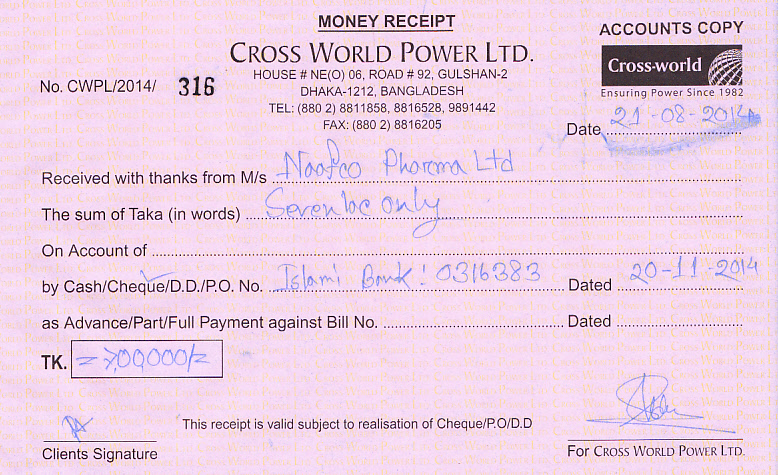 MONEY RECEIPT
ACCOUNTS COPY
CROSS WORLD POWER LTD.
HOUSE # NE(O) 06, ROAD # 92, GULSHAN-2
DHAKA-1212, BANGLADESH
TEL: (880 2) 8811858, 8816528, 9891442
FAX: (880 2) 8816205
Cross-world
Ensuring Power Since 1982
No. CWPL/2014/ 316
Date 21-08-2014
Received with thanks from M/s Naafco Pharma Ltd
The sum of Taka (in words) Seven lac only
On Account of
by Cash/Cheque/D.D./P.O. No. Islami Bank: 0316383 Dated 20-11-2014
as Advance/Part/Full Payment against Bill No. Dated
TK. =7,00,000/=
This receipt is valid subject to realisation of Cheque/P.O/D.D
Clients Signature
For CROSS WORLD POWER LTD.